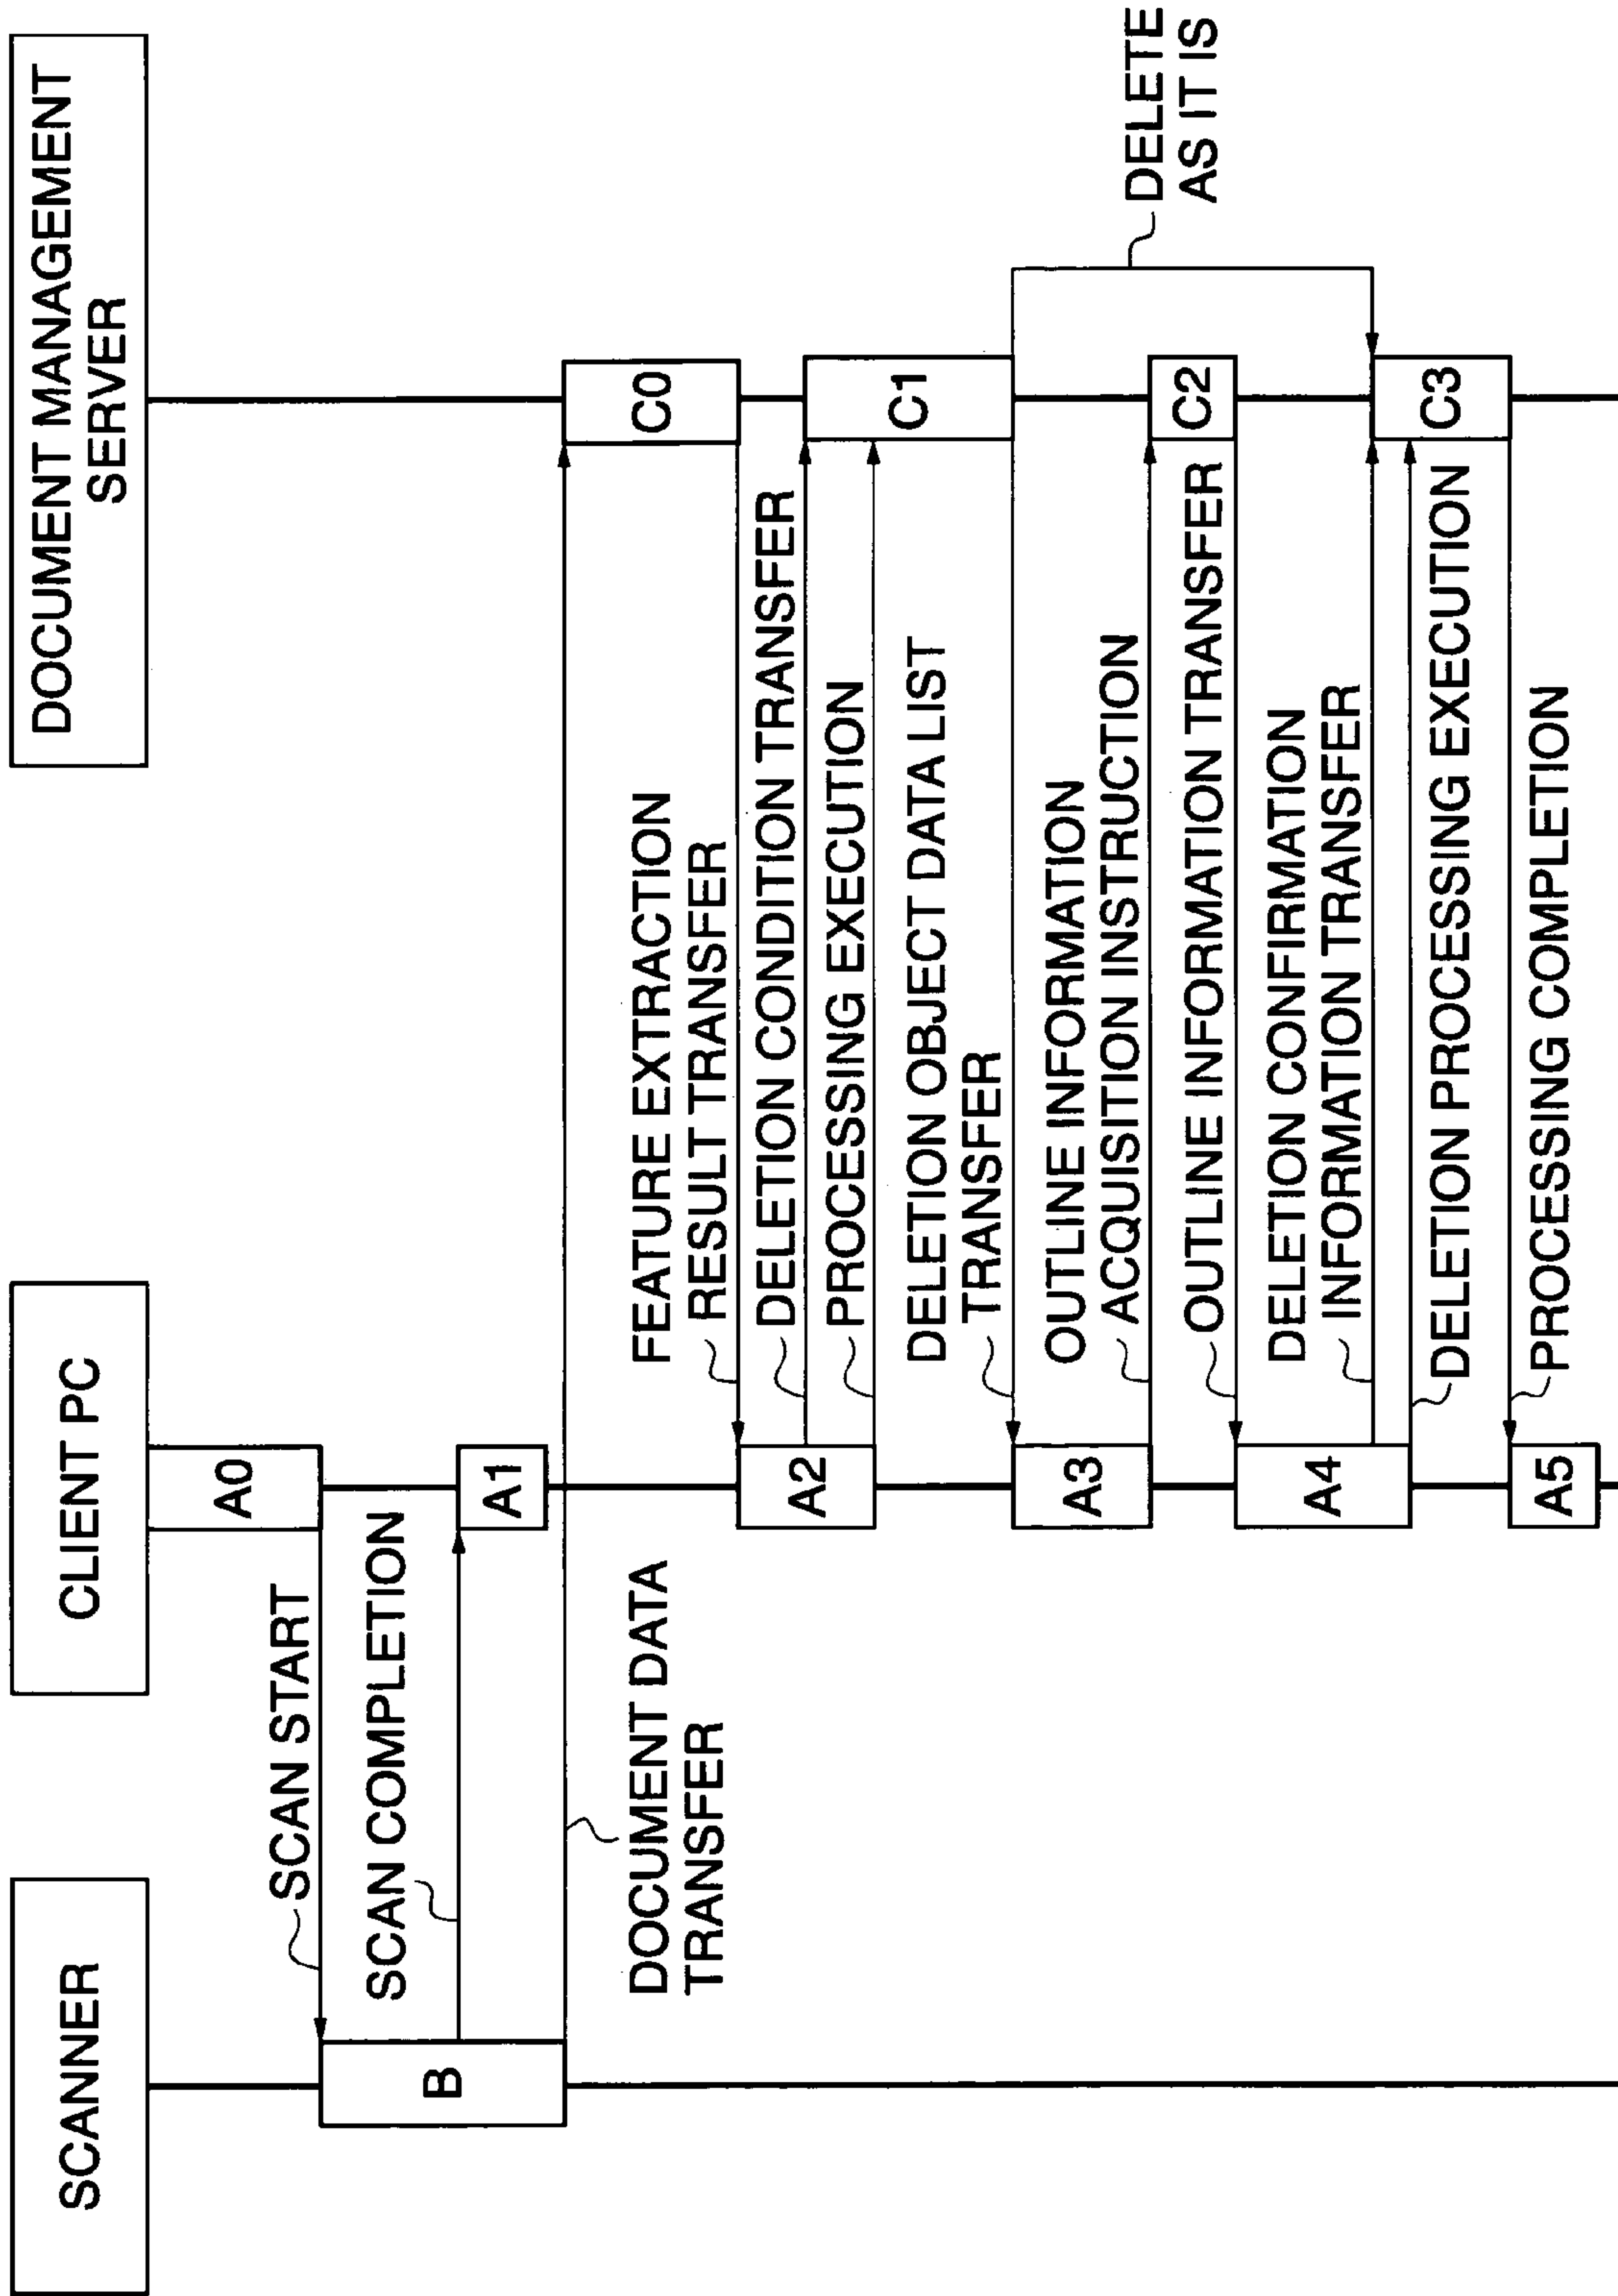 SCANNER
CLIENT PC
DOCUMENT MANAGEMENT
SERVER
A0
SCAN START
B
SCAN COMPLETION
A1
DOCUMENT DATA
TRANSFER
C0
FEATURE EXTRACTION
RESULT TRANSFER
A2
DELETION CONDITION TRANSFER
PROCESSING EXECUTION
C1
DELETION OBJECT DATA LIST
TRANSFER
DELETE
AS IT IS
A3
OUTLINE INFORMATION
ACQUISITION INSTRUCTION
C2
OUTLINE INFORMATION TRANSFER
A4
DELETION CONFIRMATION
INFORMATION TRANSFER
C3
DELETION PROCESSING EXECUTION
PROCESSING COMPLETION
A5